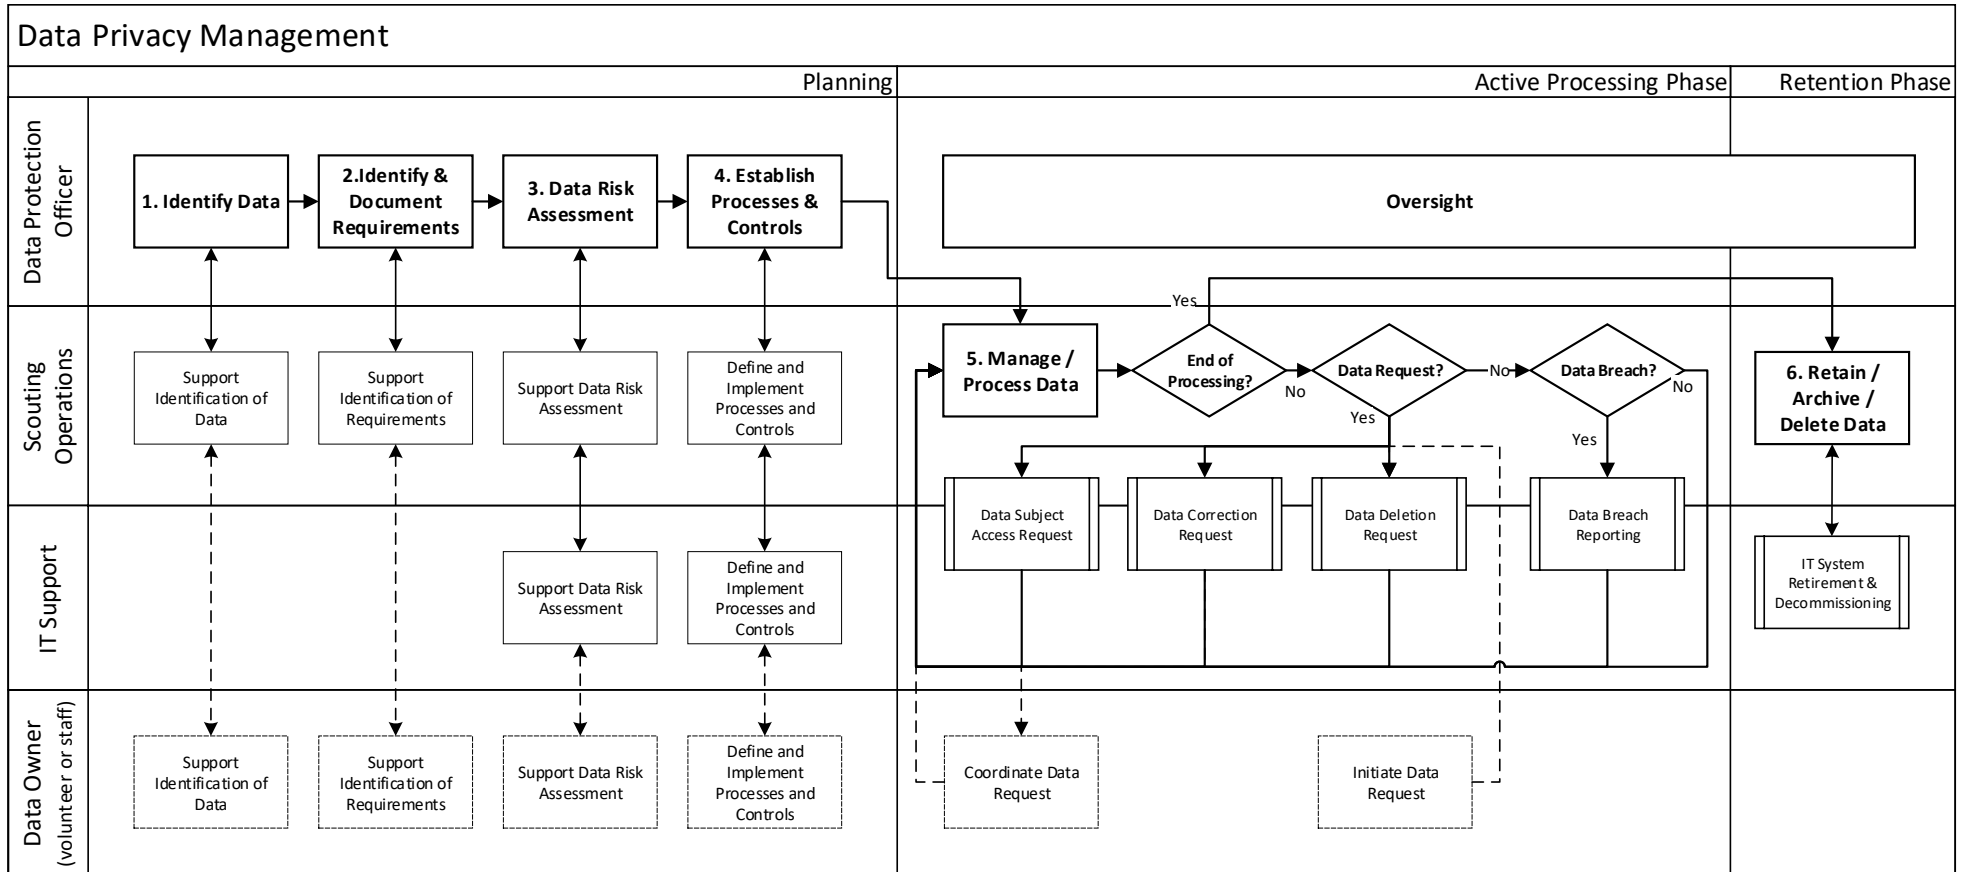 Data Privacy Management
Planning
Active Processing Phase
Retention Phase
Data Protection
Officer
1. Identify Data
2.Identify &
Document
Requirements
3. Data Risk
Assessment
4. Establish
Processes &
Controls
Oversight
Scouting
Operations
Support
Identification of
Data
Support
Identification of
Requirements
Support Data Risk
Assessment
Define and
Implement
Processes and
Controls
5. Manage /
Process Data
End of
Processing?
Yes
No
Data Request?
No
Yes
Data Breach?
No
Yes
6. Retain /
Archive /
Delete Data
Data Subject
Access Request
Data Correction
Request
Data Deletion
Request
Data Breach
Reporting
IT Support
Support Data Risk
Assessment
Define and
Implement
Processes and
Controls
IT System
Retirement &
Decommissioning
Data Owner
(volunteer or staff)
Support
Identification of
Data
Support
Identification of
Requirements
Support Data Risk
Assessment
Define and
Implement
Processes and
Controls
Coordinate Data
Request
Initiate Data
Request